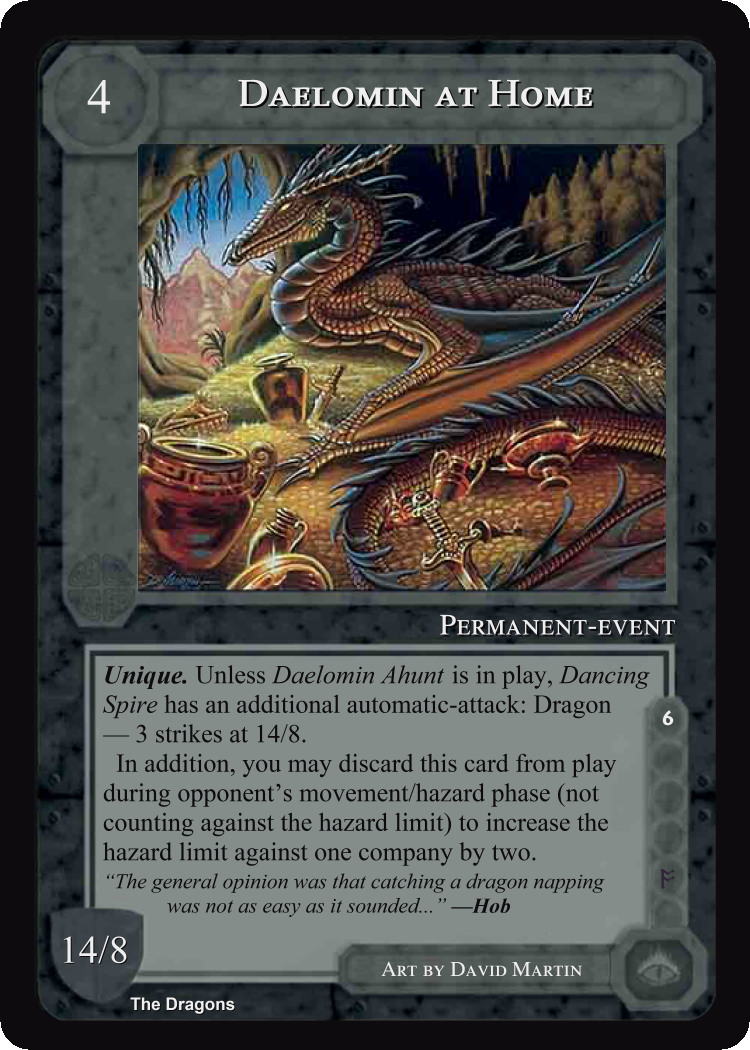 4
Daelomin at Home
Permanent-event
Unique. Unless Daelomin Ahunt is in play, Dancing
Spire has an additional automatic-attack: Dragon
— 3 strikes at 14/8.
In addition, you may discard this card from play
during opponent’s movement/hazard phase (not
counting against the hazard limit) to increase the
hazard limit against one company by two.
“The general opinion was that catching a dragon napping
was not as easy as it sounded...” —Hob
6
14/8
Art by David Martin
The Dragons